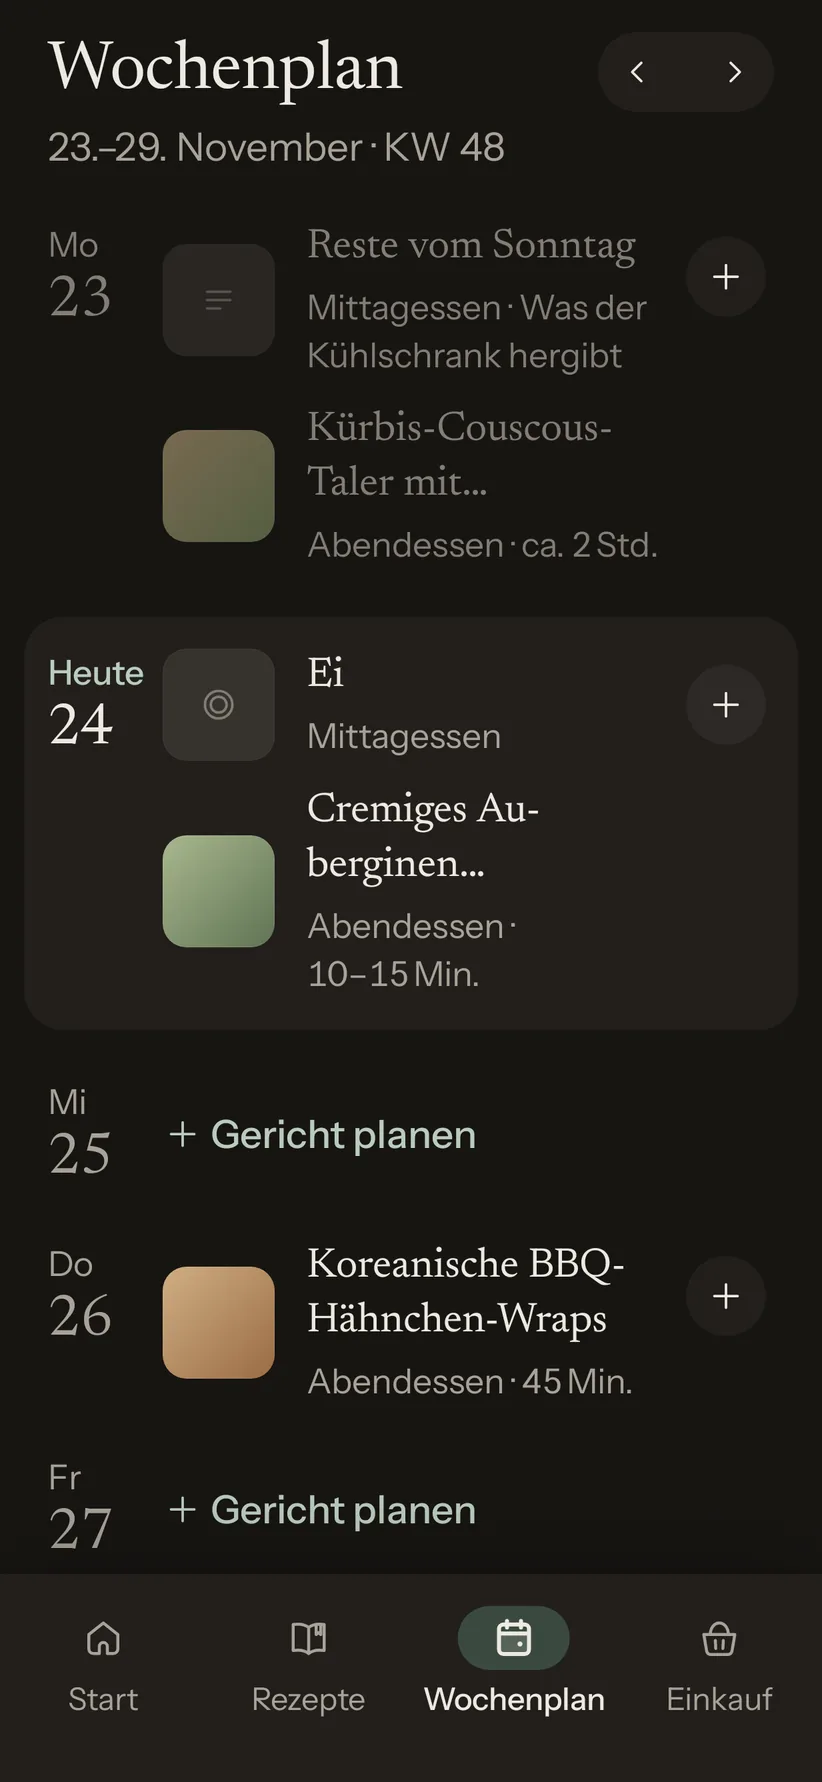 Wochenplan
23.–29. November · KW 48
Mo
23
Reste vom Sonntag
Mittagessen · Was der
Kühlschrank hergibt
Kürbis-Couscous-
Taler mit…
Abendessen · ca. 2 Std.
Heute
24
Ei
Mittagessen
Cremiges Au-
berginen…
Abendessen ·
10–15 Min.
Mi
25
+ Gericht planen
Do
26
Koreanische BBQ-
Hähnchen-Wraps
Abendessen · 45 Min.
Fr
27
+ Gericht planen
Start
Rezepte
Wochenplan
Einkauf